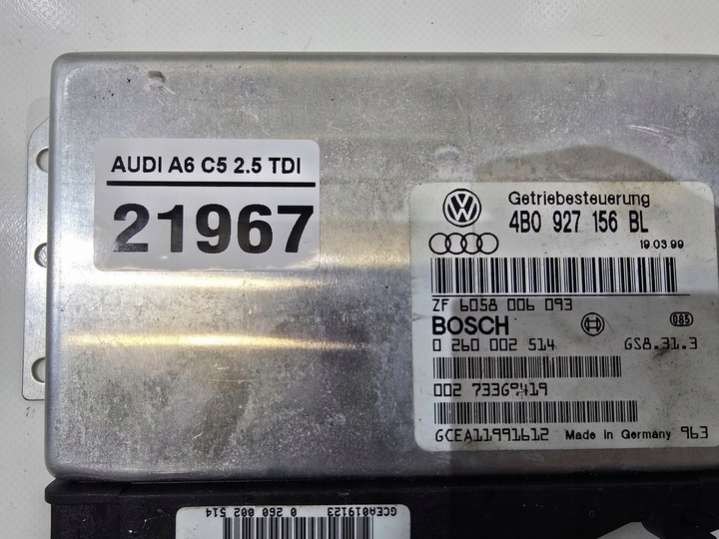 AUDI A6 C5 2.5 TDI
21967
Getriebesteuerung
4B0 927 156 BL
19.03.99
ZF 6058 006 093
BOSCH
085
0 260 002 514 GS8.31.3
002 73369419
GCEA11991612 Made in Germany 963
GCEA019123 0 260 002 514